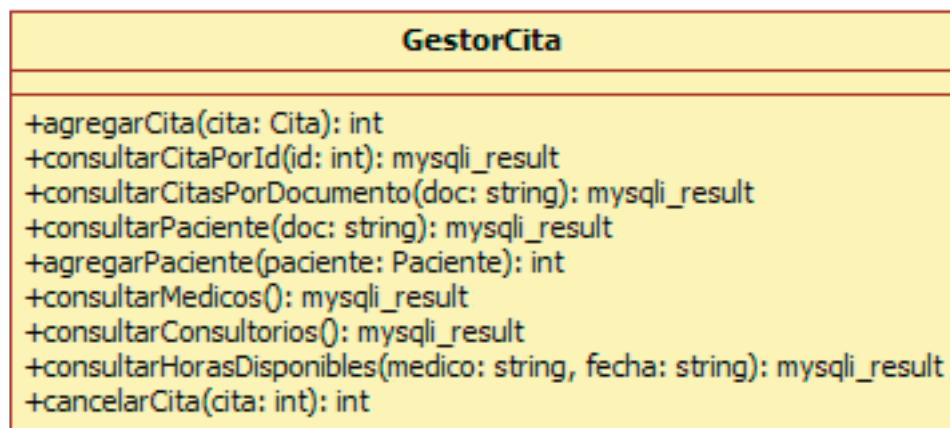 GestorCita
+agregarCita(cita: Cita): int
+consultarCitaPorId(id: int): mysqli_result
+consultarCitasPorDocumento(doc: string): mysqli_result
+consultarPaciente(doc: string): mysqli_result
+agregarPaciente(paciente: Paciente): int
+consultarMedicos(): mysqli_result
+consultarConsultorios(): mysqli_result
+consultarHorasDisponibles(medico: string, fecha: string): mysqli_result
+cancelarCita(cita: int): int